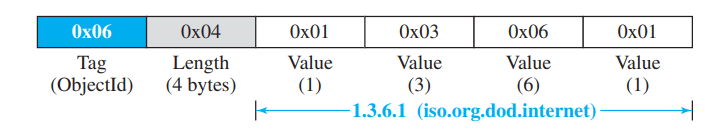 0x06 0x04 0x01 0x03 0x06 0x01
Tag Length Value Value Value Value
(ObjectId) (4 bytes) (1) (3) (6) (1)
1.3.6.1 (iso.org.dod.internet)